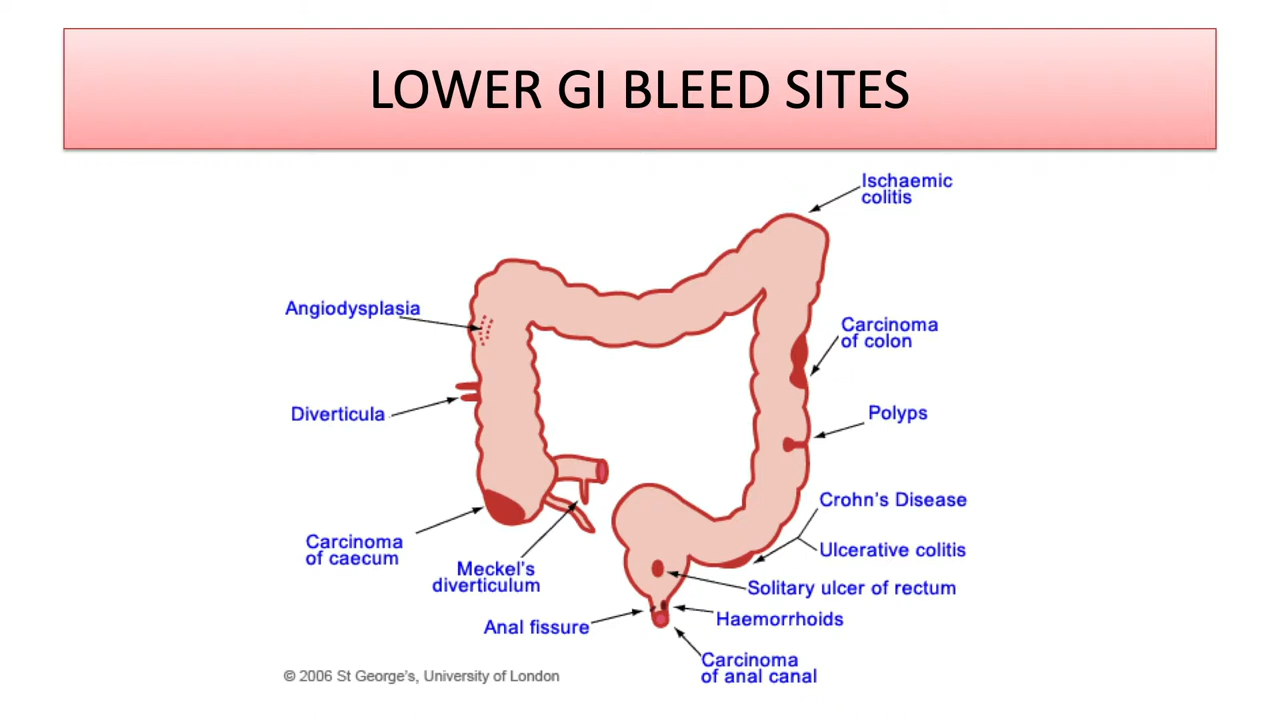 LOWER GI BLEED SITES
Ischaemic
colitis
Angiodysplasia
Carcinoma
of colon
Diverticula
Polyps
Crohn's Disease
Carcinoma
of caecum
Ulcerative colitis
Meckel's
diverticulum
Solitary ulcer of rectum
Haemorrhoids
Anal fissure
Carcinoma
of anal canal
© 2006 St George's, University of London